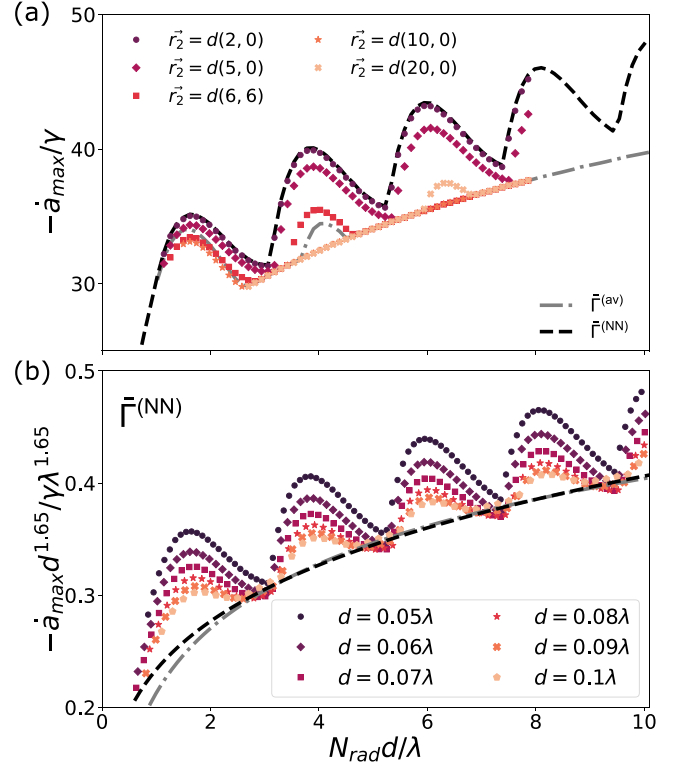 (a)
50
40
30
−ȧ_max/γ
r⃗₂ = d(2, 0)
r⃗₂ = d(5, 0)
r⃗₂ = d(6, 6)
r⃗₂ = d(10, 0)
r⃗₂ = d(20, 0)
Γ̄^(av)
Γ̄^(NN)
(b)
0.5
0.4
0.3
0.2
−ȧ_max d^1.65/γλ^1.65
Γ̄^(NN)
d = 0.05λ
d = 0.06λ
d = 0.07λ
d = 0.08λ
d = 0.09λ
d = 0.1λ
0 2 4 6 8 10
N_rad d/λ